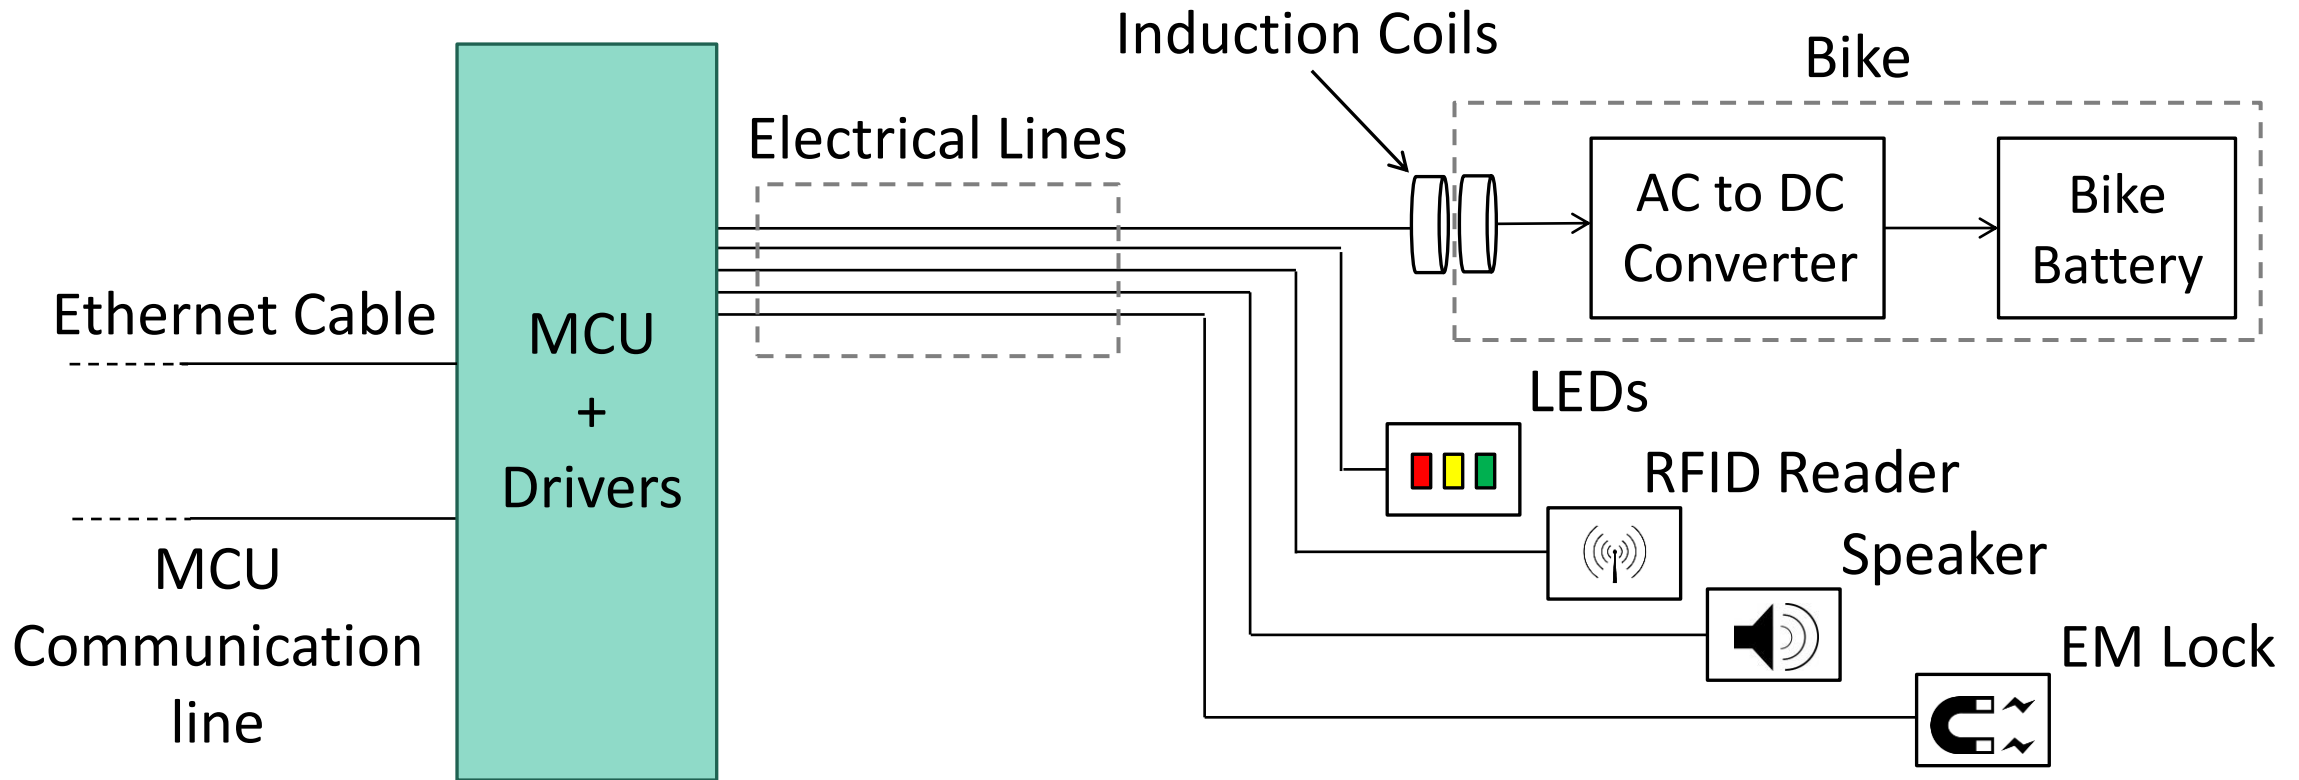 Induction Coils
Bike
Electrical Lines
AC to DC
Converter
Bike
Battery
Ethernet Cable
MCU
+
Drivers
LEDs
RFID Reader
Speaker
MCU
Communication
line
EM Lock